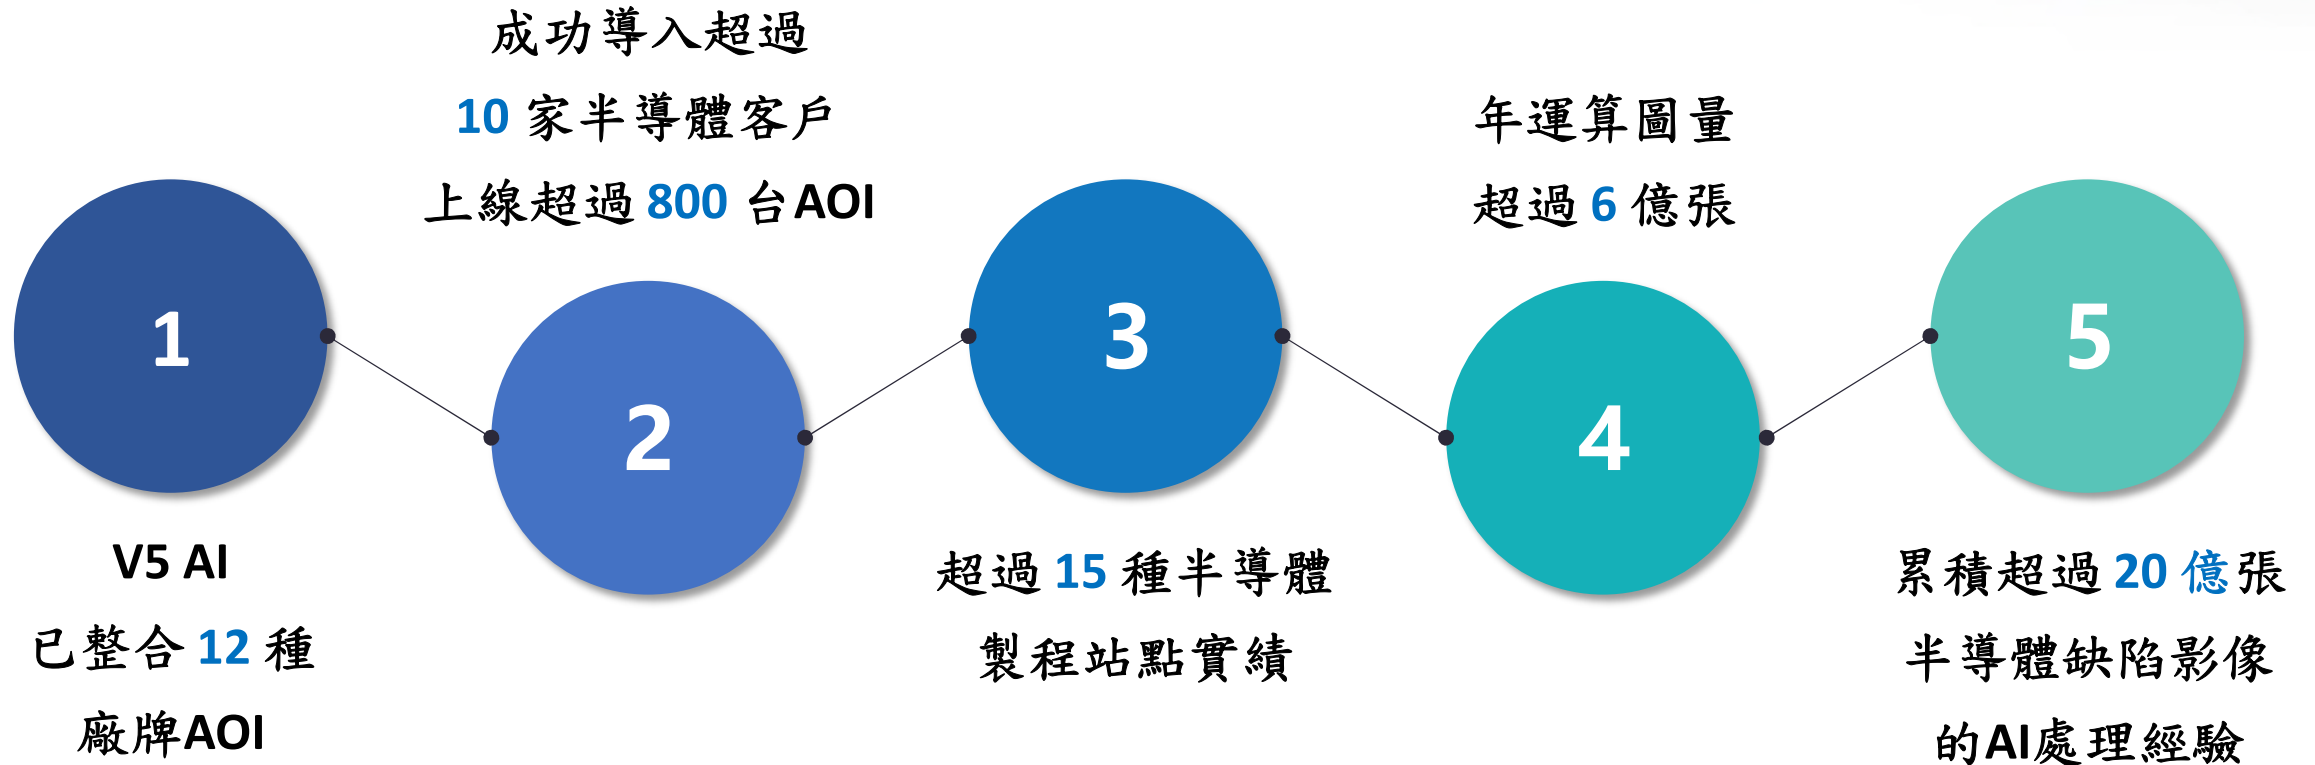 1
V5 AI
已整合 12 種
廠牌AOI
成功導入超過
10 家半導體客戶
上線超過 800 台AOI
2
3
超過 15 種半導體
製程站點實績
年運算圖量
超過 6 億張
4
5
累積超過 20 億張
半導體缺陷影像
的AI處理經驗